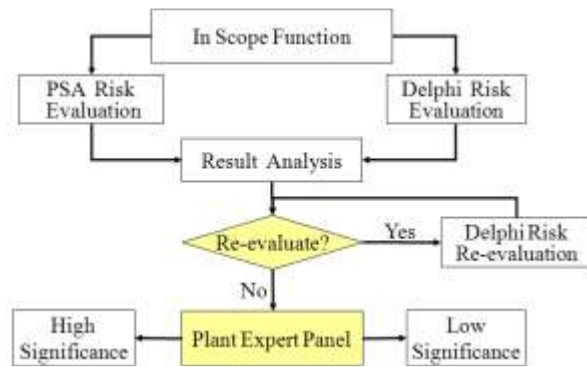 In Scope Function
PSA Risk
Evaluation
Delphi Risk
Evaluation
Result Analysis
Re-evaluate?
Yes
Delphi Risk
Re-evaluation
No
High
Significance
Plant Expert Panel
Low
Significance